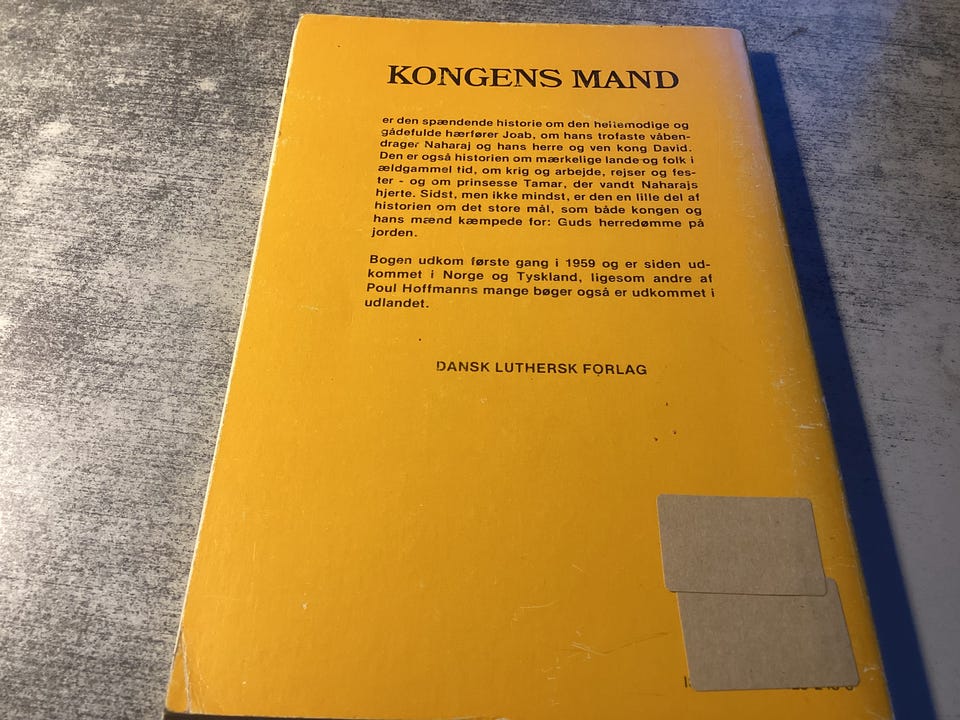 KONGENS MAND
er den spændende historie om den heltemodige og
gådefulde hærfører Joab, om hans trofaste våben-
drager Naharaj og hans herre og ven kong David.
Den er også historien om mærkelige lande og folk i
ældgammel tid, om krig og arbejde, rejser og fes-
ter - og om prinsesse Tamar, der vandt Naharajs
hjerte. Sidst, men ikke mindst, er den en lille del af
historien om det store mål, som både kongen og
hans mænd kæmpede for: Guds herredømme på
jorden.
Bogen udkom første gang i 1959 og er siden ud-
kommet i Norge og Tyskland, ligesom andre af
Poul Hoffmanns mange bøger også er udkommet i
udlandet.
DANSK LUTHERSK FORLAG